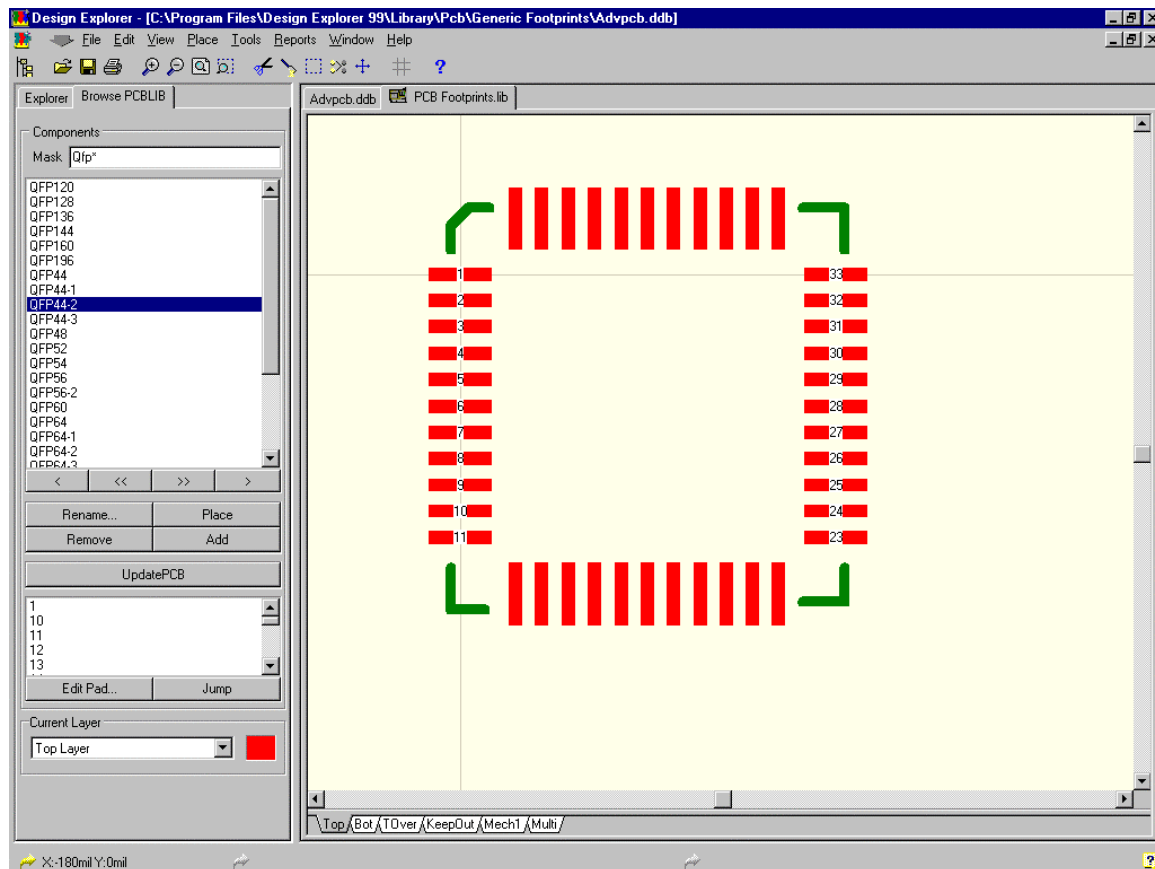 Design Explorer - [C:\Program Files\Design Explorer 99\Library\Pcb\Generic Footprints\Advpcb.ddb]
File Edit View Place Tools Reports Window Help
?
Explorer Browse PCBLIB
Advpcb.ddb PCB Footprints.lib
Components
Mask Qfp*
QFP120
QFP128
QFP136
QFP144
QFP160
QFP196
QFP44
QFP44-1
QFP44-2
QFP44-3
QFP48
QFP52
QFP54
QFP56
QFP56-2
QFP60
QFP64
QFP64-1
QFP64-2
QFP64-3
< << >> >
Rename... Place
Remove Add
UpdatePCB
1
10
11
12
13
Edit Pad... Jump
Current Layer
Top Layer
1 33
2 32
3 31
4 30
5 29
6 28
7 27
8 26
9 25
10 24
11 23
Top Bot TOver KeepOut Mech1 Multi
X:-180mil Y:0mil
?